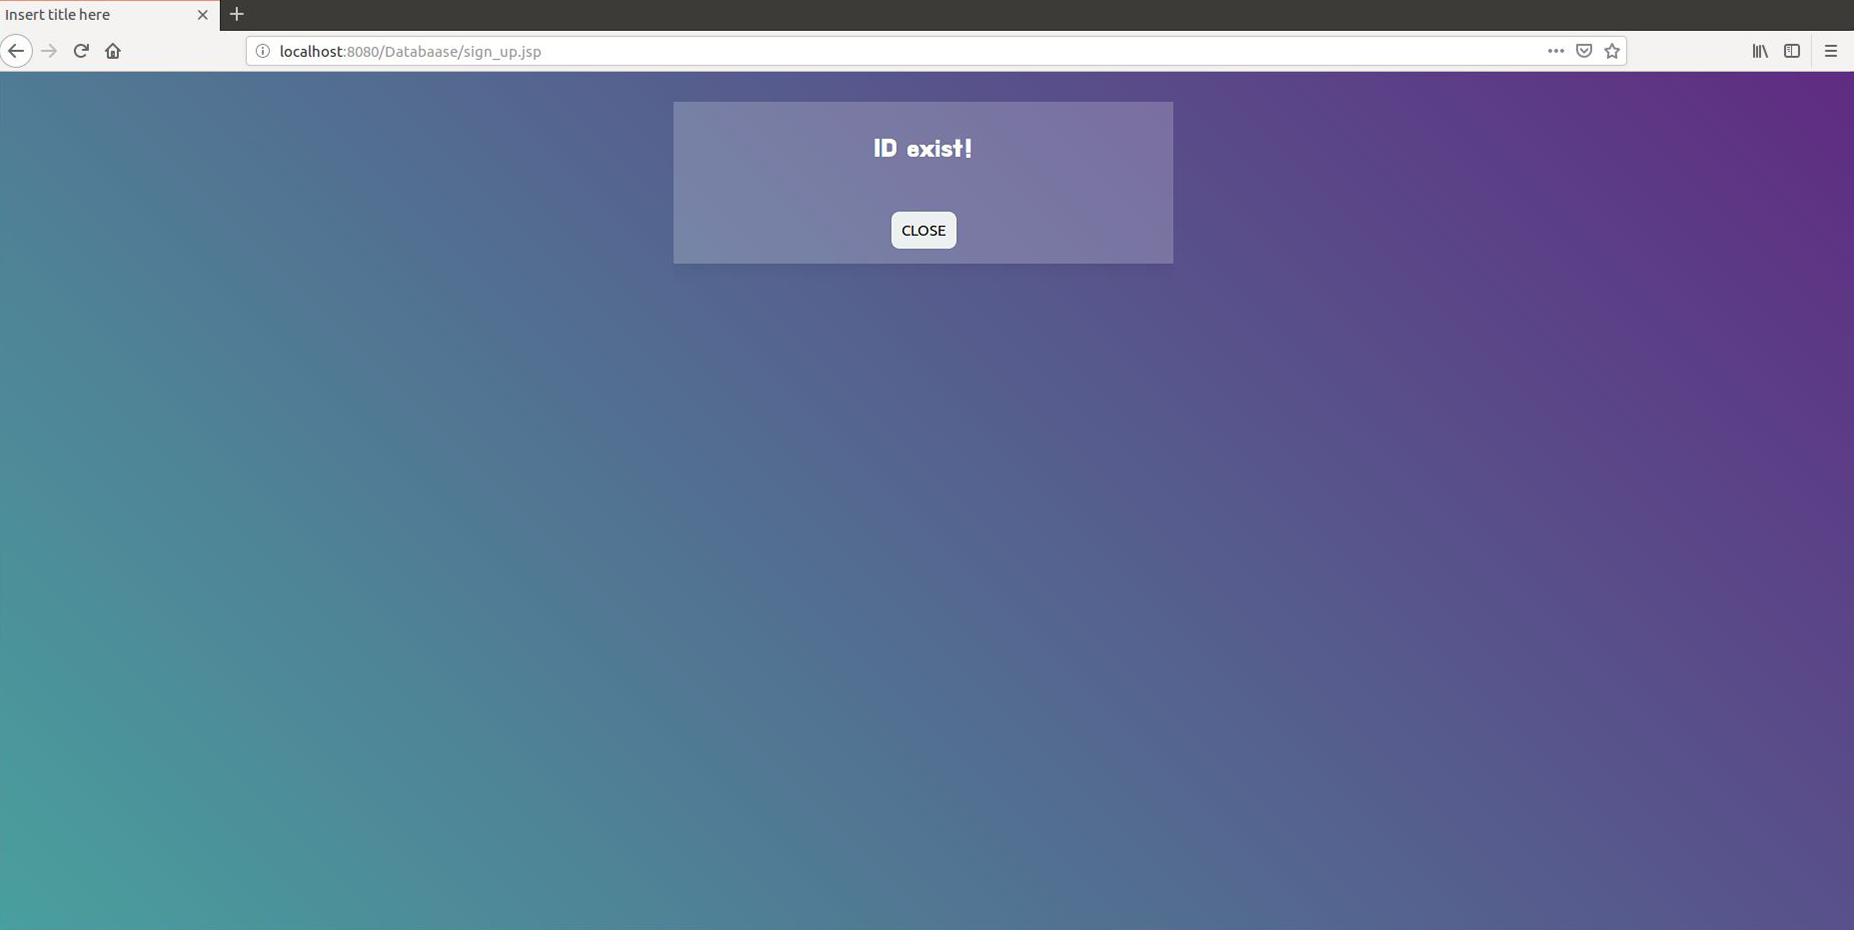 Insert title here
localhost:8080/Databaase/sign_up.jsp
ID exist!
CLOSE